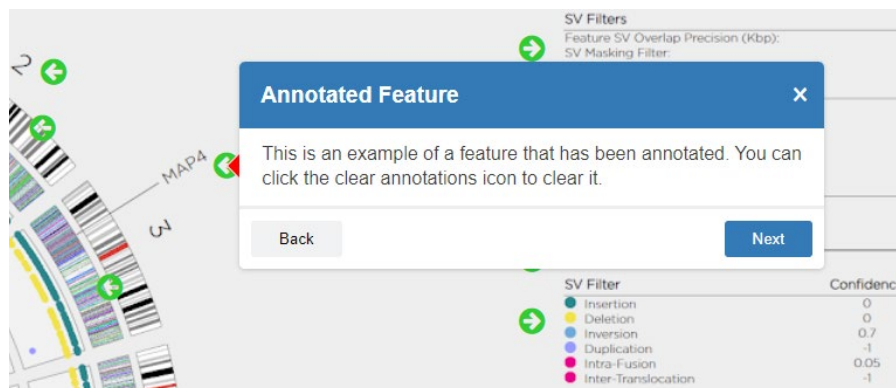 SV Filters
Feature SV Overlap Precision (Kbp):
SV Masking Filter:
2
Annotated Feature
×
This is an example of a feature that has been annotated. You can
click the clear annotations icon to clear it.
MAP4
3
Back
Next
SV Filter Confidenc
Insertion 0
Deletion 0
Inversion 0.7
Duplication -1
Intra-Fusion 0.05
Inter-Translocation -1